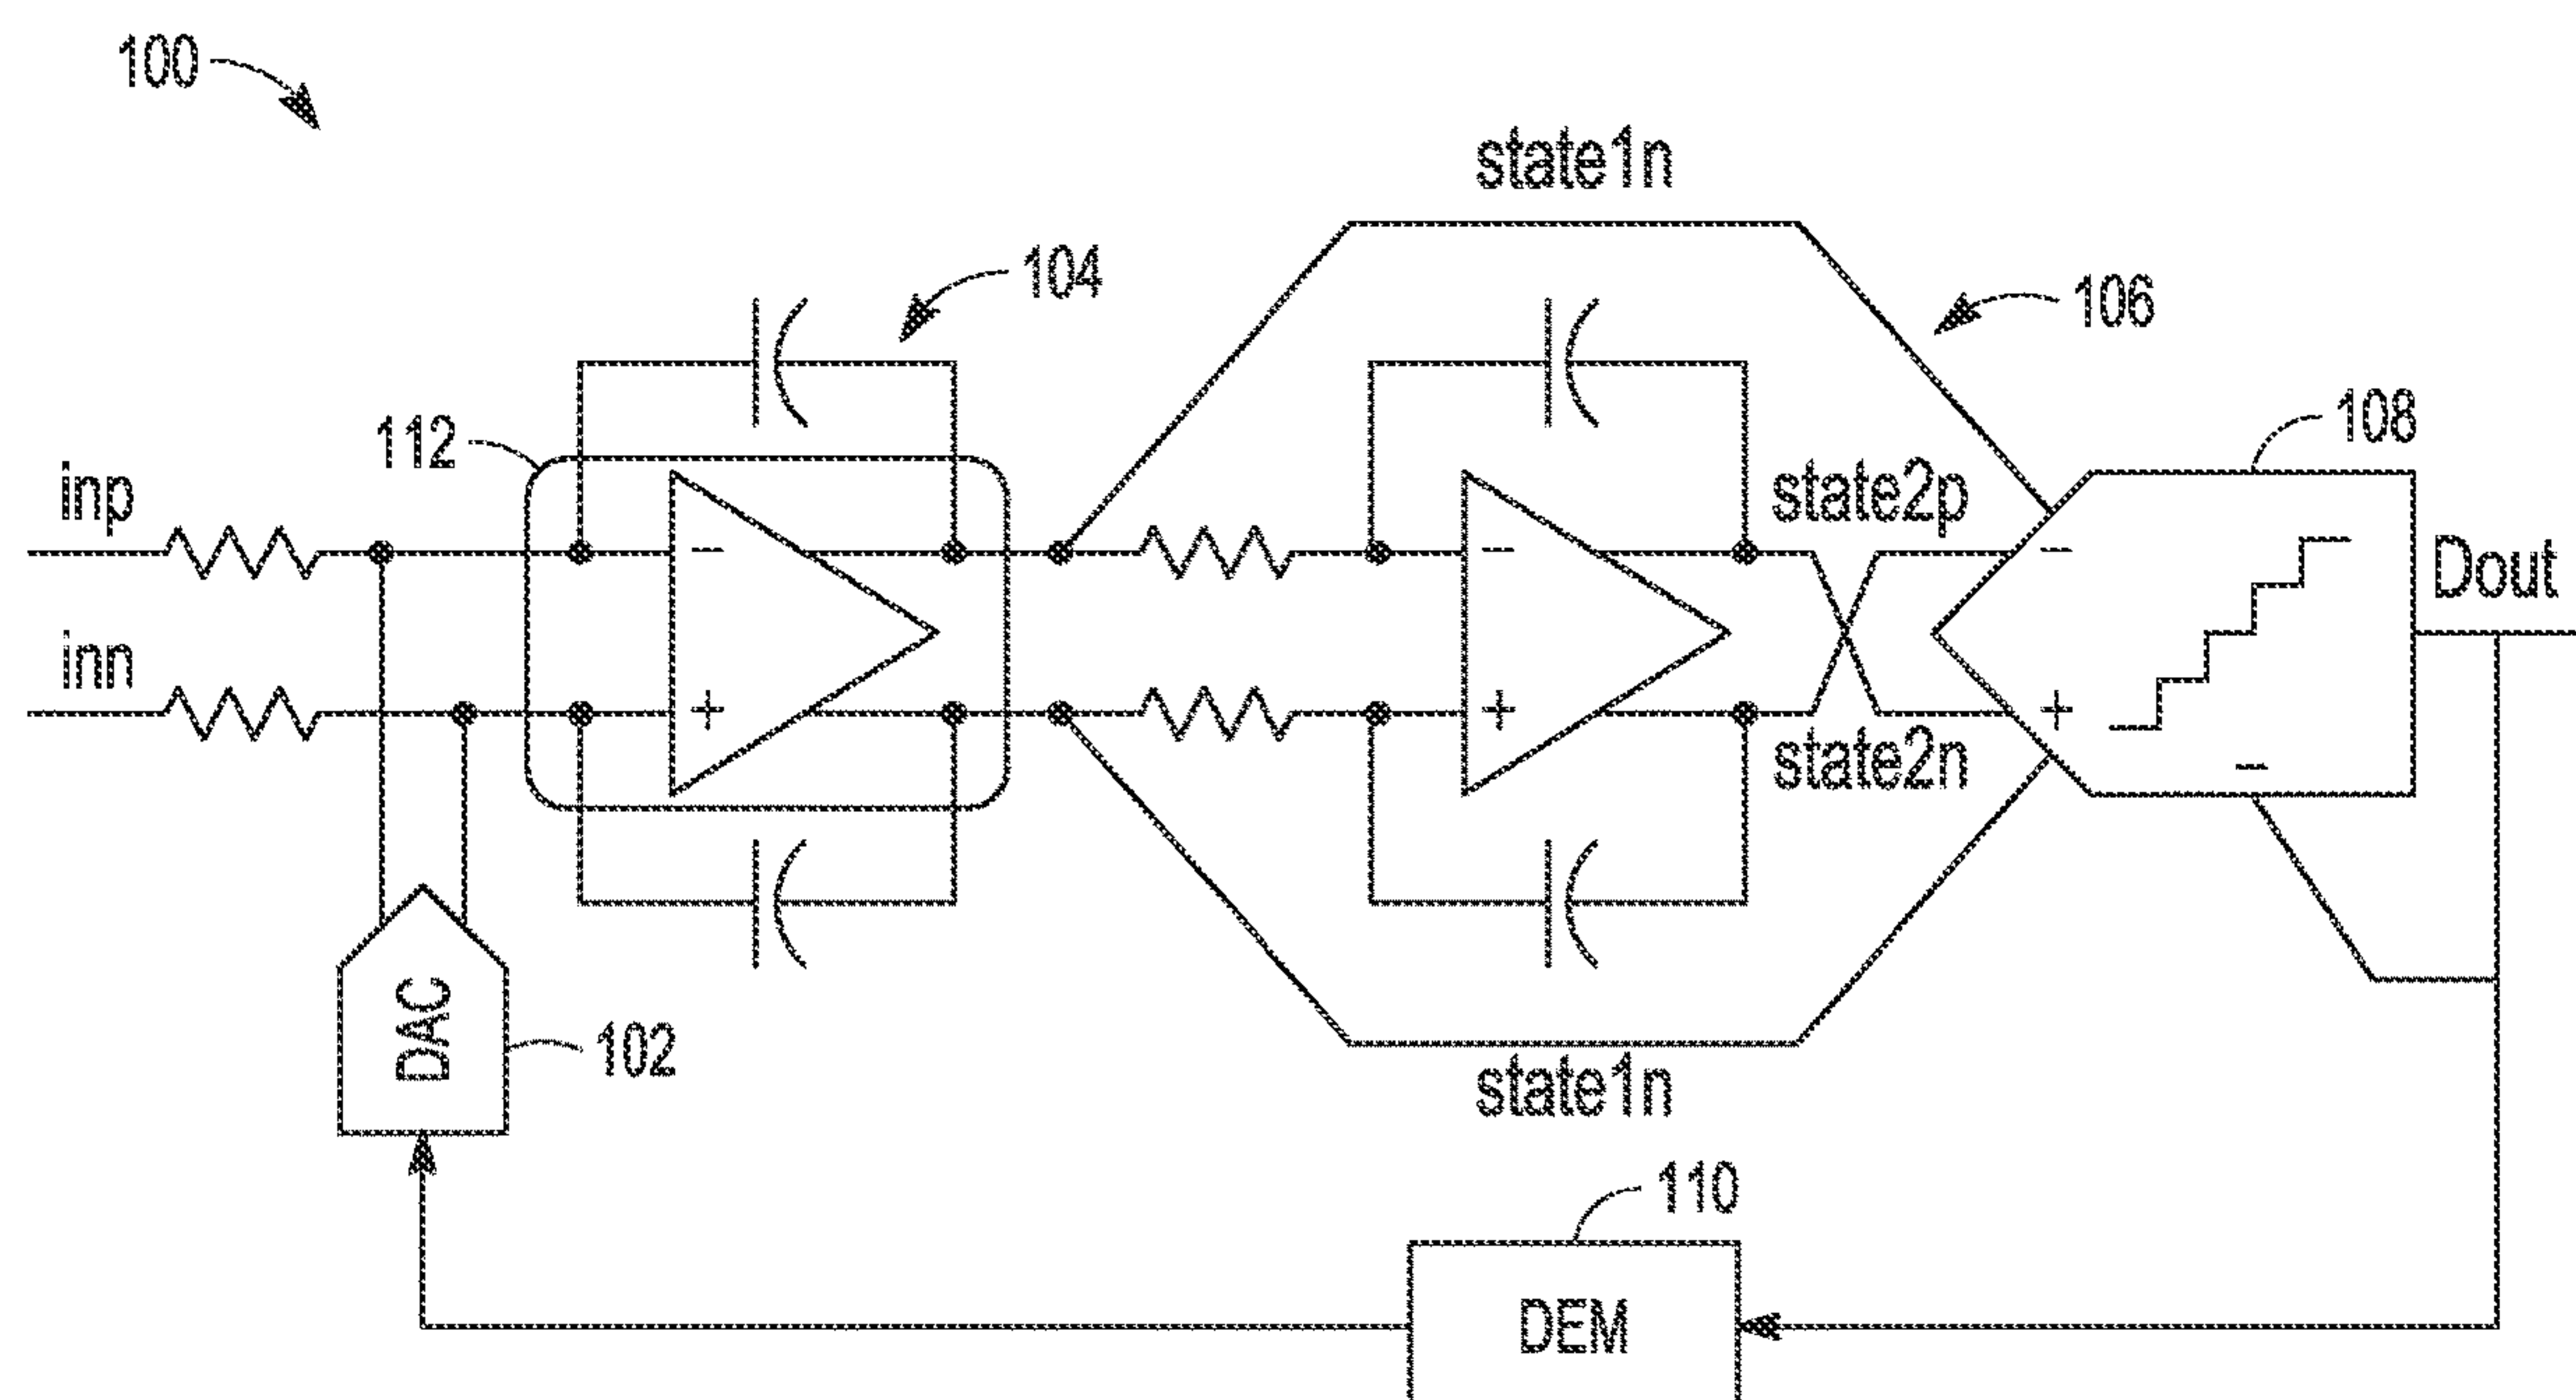 100
state1n
104
106
112
108
inp
state2p
Dout
inn
state2n
DAC
102
state1n
110
DEM